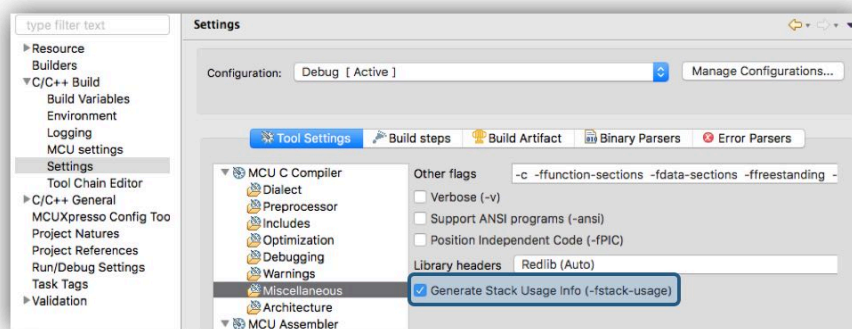 type filter text
Resource
Builders
C/C++ Build
Build Variables
Environment
Logging
MCU settings
Settings
Tool Chain Editor
C/C++ General
MCUXpresso Config Too
Project Natures
Project References
Run/Debug Settings
Task Tags
Validation
Settings
Configuration: Debug [ Active ] Manage Configurations...
Tool Settings Build steps Build Artifact Binary Parsers Error Parsers
MCU C Compiler
Dialect
Preprocessor
Includes
Optimization
Debugging
Warnings
Miscellaneous
Architecture
MCU Assembler
Other flags -c -ffunction-sections -fdata-sections -ffreestanding -
Verbose (-v)
Support ANSI programs (-ansi)
Position Independent Code (-fPIC)
Library headers Redlib (Auto)
Generate Stack Usage Info (-fstack-usage)